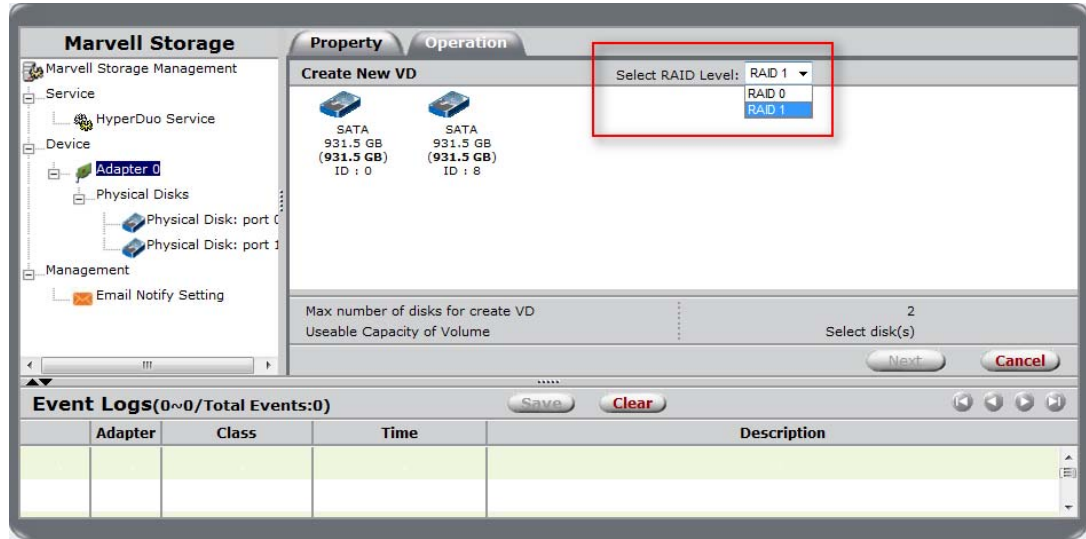 Marvell Storage
Property
Operation
Marvell Storage Management
Service
HyperDuo Service
Device
Adapter 0
Physical Disks
Physical Disk: port
Physical Disk: port 1
Management
Email Notify Setting
Create New VD
Select RAID Level: RAID 1
RAID 0
RAID 1
SATA
931.5 GB
(931.5 GB)
ID : 0
SATA
931.5 GB
(931.5 GB)
ID : 8
Max number of disks for create VD 2
Useable Capacity of Volume Select disk(s)
Next Cancel
Event Logs(0~0/Total Events:0) Save Clear
Adapter Class Time Description